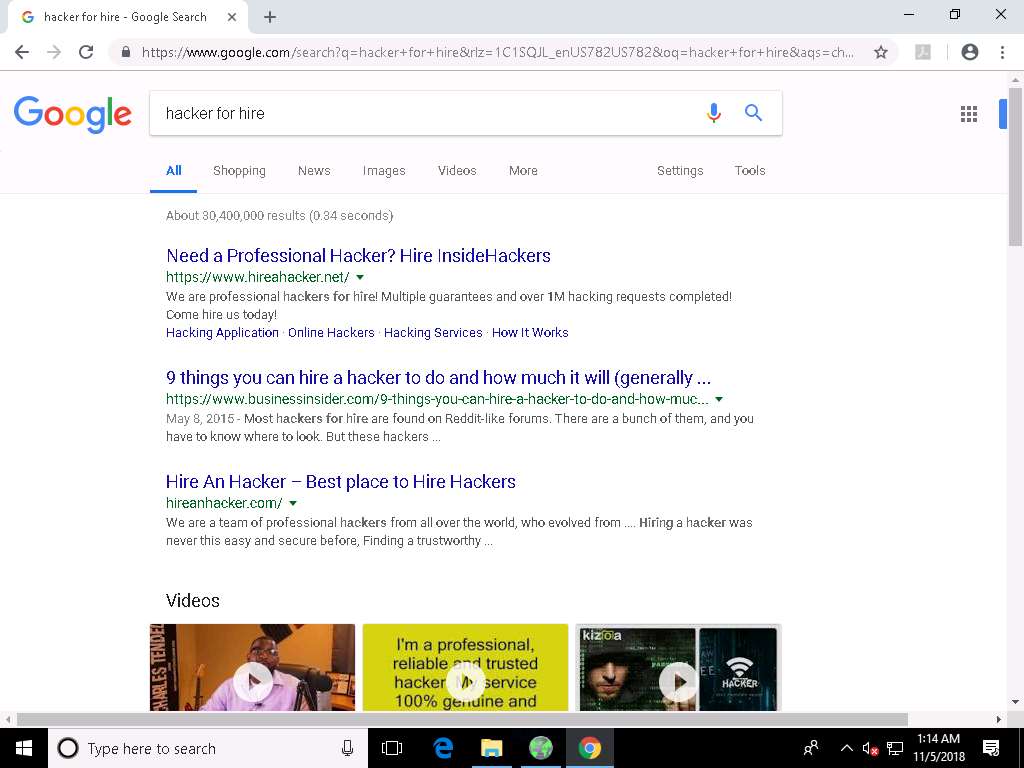 hacker for hire - Google Search
https://www.google.com/search?q=hacker+for+hire&rlz=1C1SQJL_enUS782US782&oq=hacker+for+hire&aqs=ch...
Google
hacker for hire
All Shopping News Images Videos More Settings Tools
About 30,400,000 results (0.34 seconds)
Need a Professional Hacker? Hire InsideHackers
https://www.hireahacker.net/
We are professional hackers for hire! Multiple guarantees and over 1M hacking requests completed!
Come hire us today!
Hacking Application · Online Hackers · Hacking Services · How It Works
9 things you can hire a hacker to do and how much it will (generally ...
https://www.businessinsider.com/9-things-you-can-hire-a-hacker-to-do-and-how-muc...
May 8, 2015 - Most hackers for hire are found on Reddit-like forums. There are a bunch of them, and you
have to know where to look. But these hackers ...
Hire An Hacker – Best place to Hire Hackers
hireanhacker.com/
We are a team of professional hackers from all over the world, who evolved from .... Hiring a hacker was
never this easy and secure before, Finding a trustworthy ...
Videos
CHARLES TENDEL
I'm a professional,
reliable and trusted
hacker. My service
100% genuine and
kizoa
HACKER
Type here to search
1:14 AM
11/5/2018